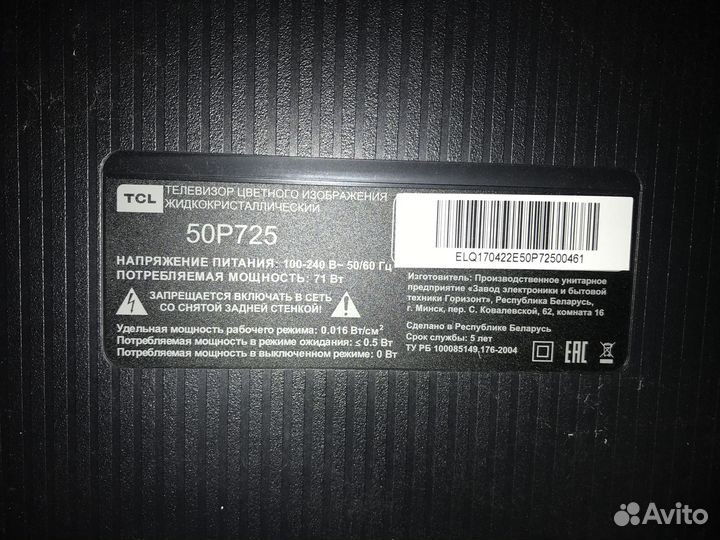 TCL
ТЕЛЕВИЗОР ЦВЕТНОГО ИЗОБРАЖЕНИЯ
ЖИДКОКРИСТАЛЛИЧЕСКИЙ
50P725
НАПРЯЖЕНИЕ ПИТАНИЯ: 100-240 В~ 50/60 Гц
ПОТРЕБЛЯЕМАЯ МОЩНОСТЬ: 71 Вт
ЗАПРЕЩАЕТСЯ ВКЛЮЧАТЬ В СЕТЬ
СО СНЯТОЙ ЗАДНЕЙ СТЕНКОЙ!
Удельная мощность рабочего режима: 0.016 Вт/см²
Потребляемая мощность в режиме ожидания: ≤ 0.5 Вт
Потребляемая мощность в выключенном режиме: 0 Вт
ELQ170422E50P72500461
Изготовитель: Производственное унитарное
предприятие «Завод электроники и бытовой
техники Горизонт», Республика Беларусь,
г. Минск, пер. С. Ковалевской, 62, комната 16
Сделано в Республике Беларусь
Срок службы: 5 лет
ТУ РБ 100085149.176-2004
EAC
Avito